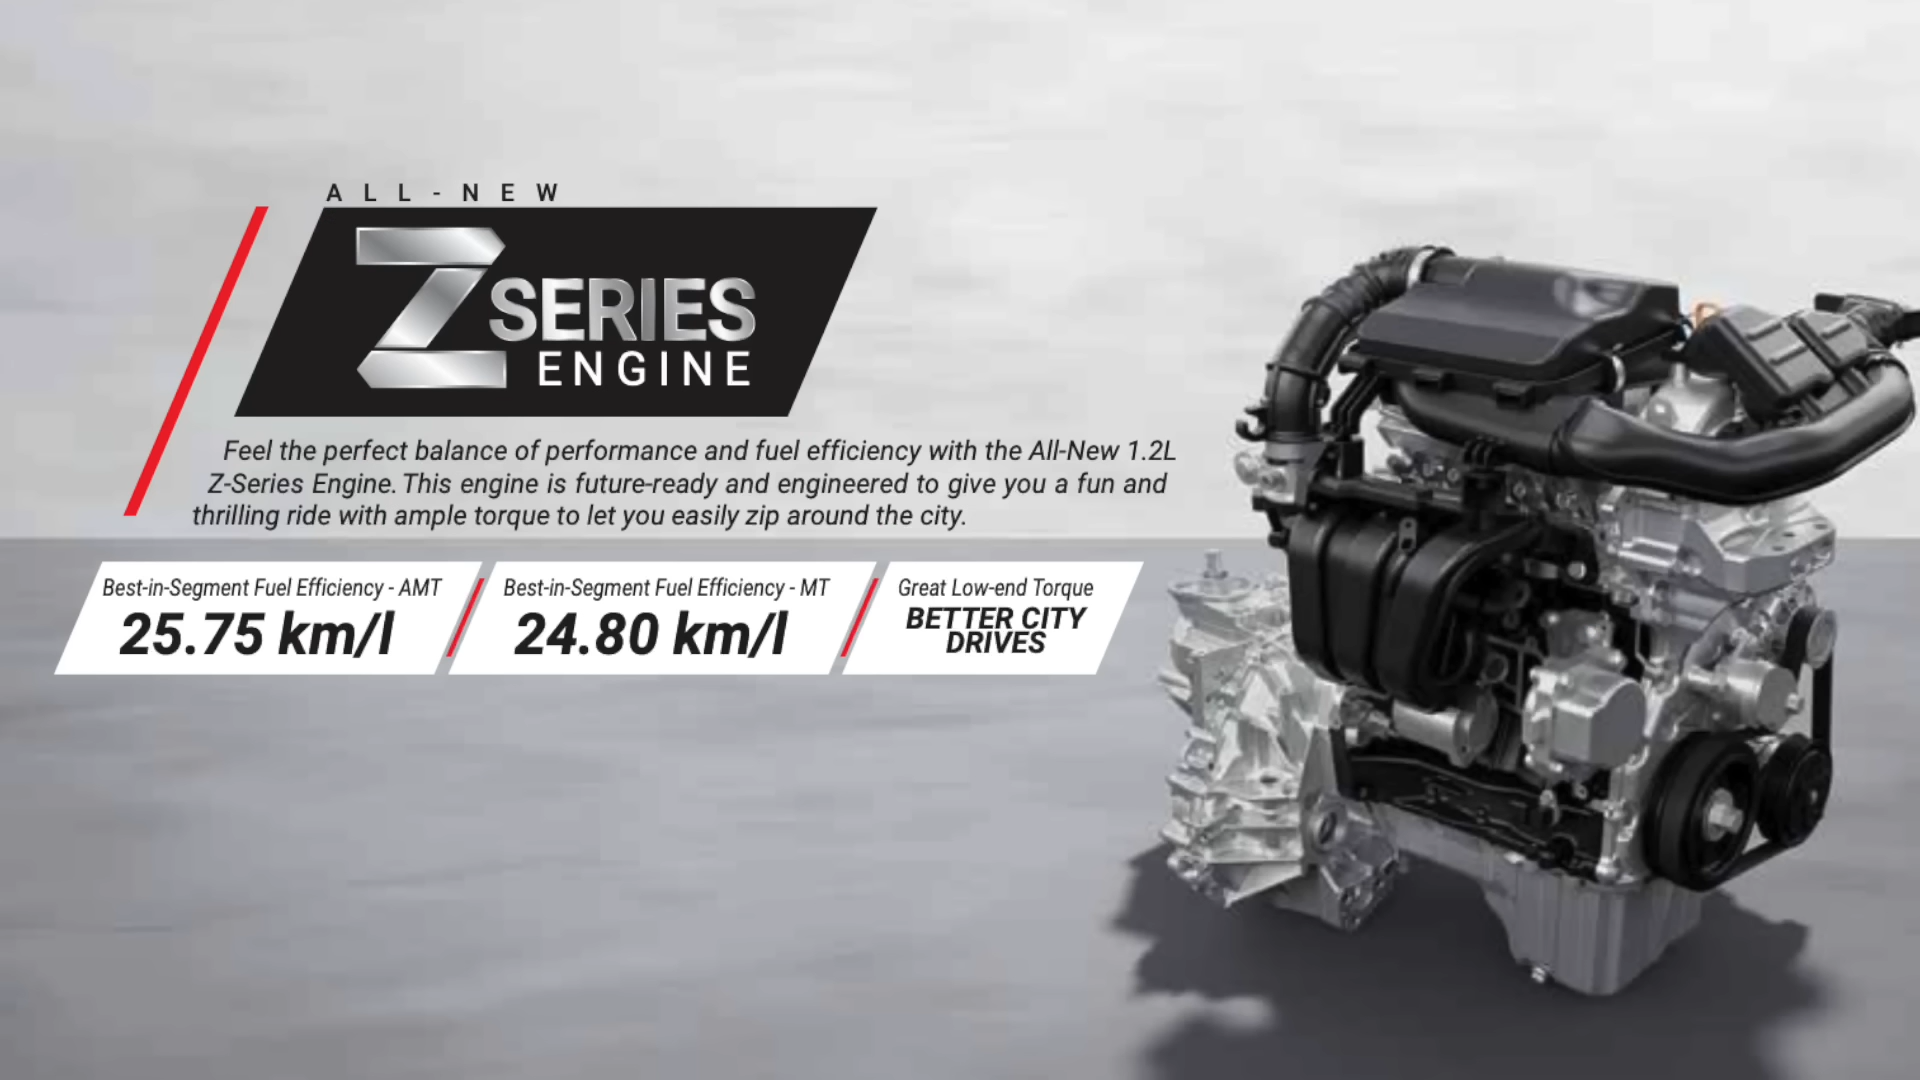 ALL-NEW
Z SERIES
ENGINE
Feel the perfect balance of performance and fuel efficiency with the All-New 1.2L
Z-Series Engine. This engine is future-ready and engineered to give you a fun and
thrilling ride with ample torque to let you easily zip around the city.
Best-in-Segment Fuel Efficiency - AMT
25.75 km/l
Best-in-Segment Fuel Efficiency - MT
24.80 km/l
Great Low-end Torque
BETTER CITY
DRIVES